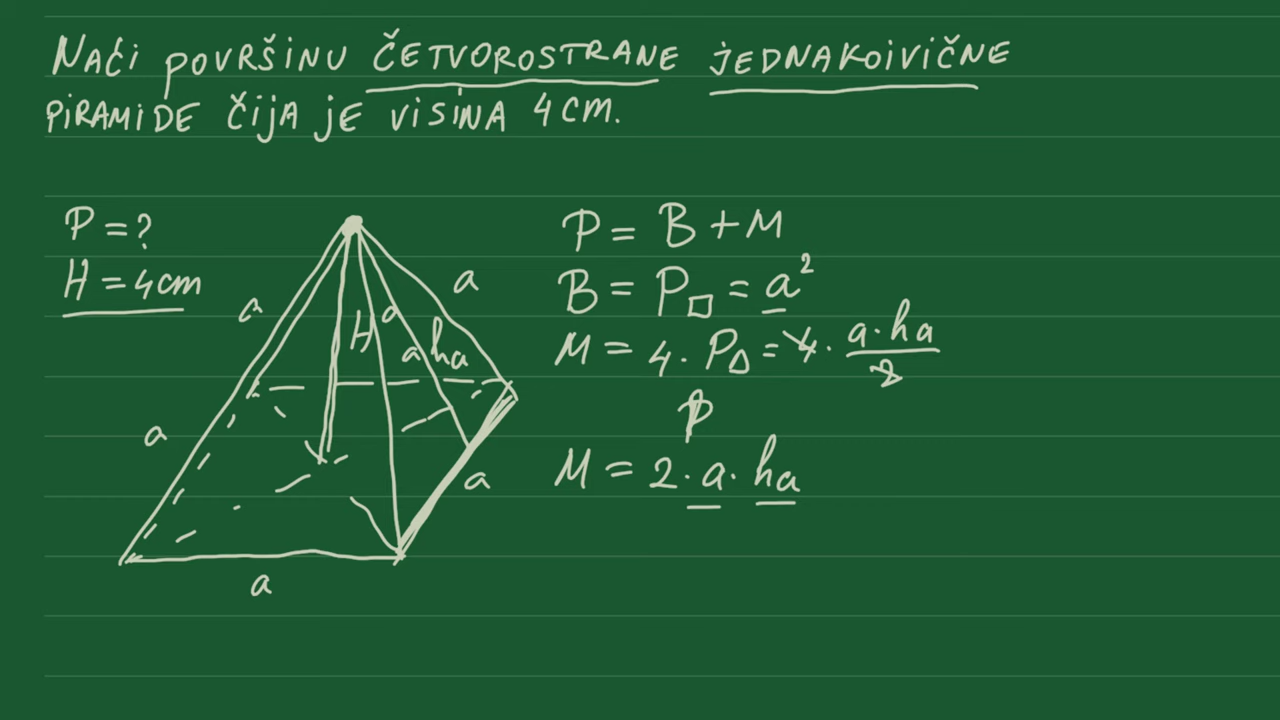 NAĆI POVRŠINU ČETVOROSTRANE JEDNAKOIVIČNE
PIRAMIDE ČIJA JE VISINA 4CM.
P = ?
H = 4cm
a
a
a
H
a
ha
a
a
P = B + M
B = P□ = a²
M = 4 · P△ = 4 · a · ha / 2
M = 2 · a · ha